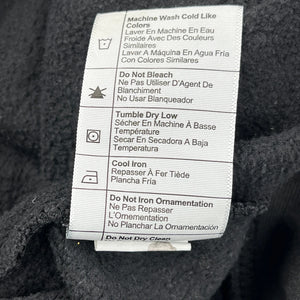 Machine Wash Cold Like
Colors
Laver En Machine En Eau
Froide Avec Des Couleurs
Similaires
Lavar A Máquina En Agua Fría
Con Colores Similares
Do Not Bleach
Ne Pas Utiliser D'Agent De
Blanchiment
No Usar Blanqueador
Tumble Dry Low
Sécher En Machine À Basse
Température
Secar En Secadora A Baja
Temperatura
Cool Iron
Repasser À Fer Tiède
Plancha Fría
Do Not Iron Ornamentation
Ne Pas Repasser
L'Ornementation
No Planchar La Ornamentación
Do Not Dry Clean